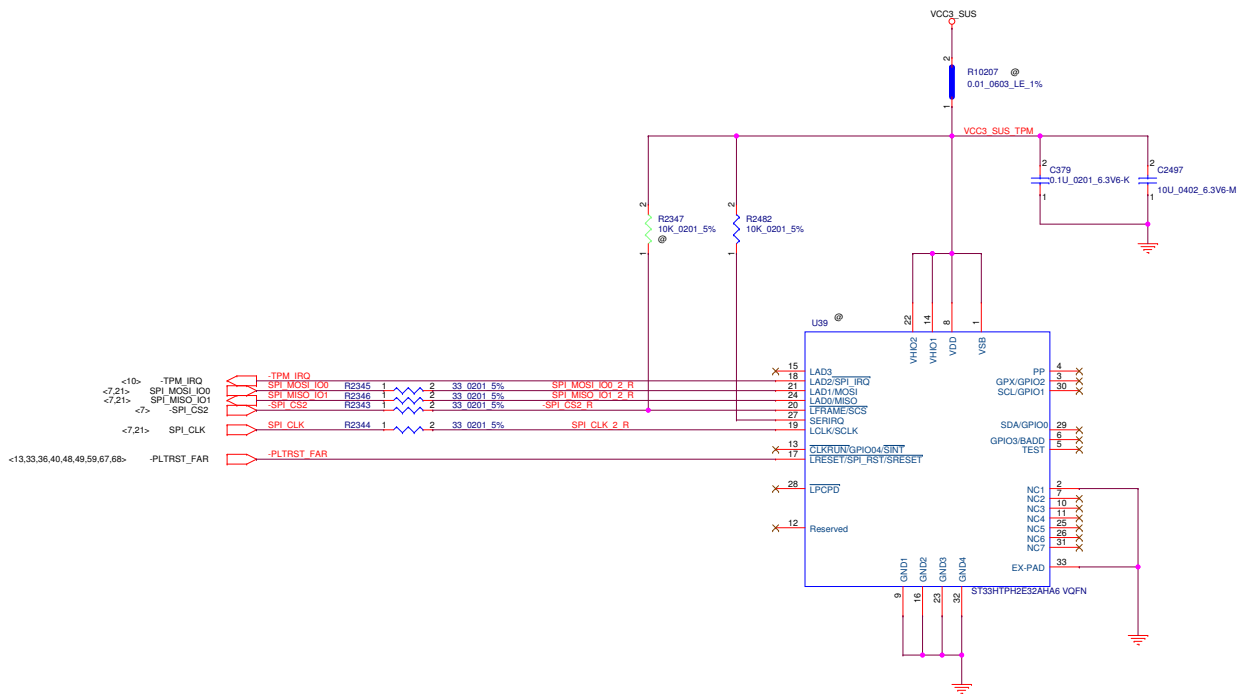 VCC3_SUS
2
R10207 @
0.01_0603_LE_1%
1
VCC3_SUS_TPM
2
C379
0.1U_0201_6.3V6-K
1
2
C2497
10U_0402_6.3V6-M
1
2
R2347
10K_0201_5%
@
1
2
R2482
10K_0201_5%
1
U39 @
22
14
8
1
VHIO2
VHIO1
VDD
VSB
<10> -TPM_IRQ
-TPM_IRQ
<7,21> SPI_MOSI_IO0
SPI_MOSI_IO0 R2345 1 2 33_0201_5% SPI_MOSI_IO0_2_R
<7,21> SPI_MISO_IO1
SPI_MISO_IO1 R2346 1 2 33_0201_5% SPI_MISO_IO1_2_R
<7> -SPI_CS2
-SPI_CS2 R2343 1 2 33_0201_5% -SPI_CS2_R
<7,21> SPI_CLK
SPI_CLK R2344 1 2 33_0201_5% SPI_CLK_2_R
<13,33,36,40,48,49,59,67,68> -PLTRST_FAR
-PLTRST_FAR
15 LAD3
18 LAD2/SPI_IRQ
21 LAD1/MOSI
24 LAD0/MISO
20 LFRAME/SCS
27 SERIRQ
19 LCLK/SCLK
13 CLKRUN/GPIO04/SINT
17 LRESET/SPI_RST/SRESET
28 LPCPD
12 Reserved
PP 4
GPX/GPIO2 3
SCL/GPIO1 30
SDA/GPIO0 29
GPIO3/BADD 6
TEST 5
NC1 2
NC2 7
NC3 10
NC4 11
NC5 25
NC6 26
NC7 31
EX-PAD 33
GND1
GND2
GND3
GND4
9
16
23
32
ST33HTPH2E32AHA6 VQFN